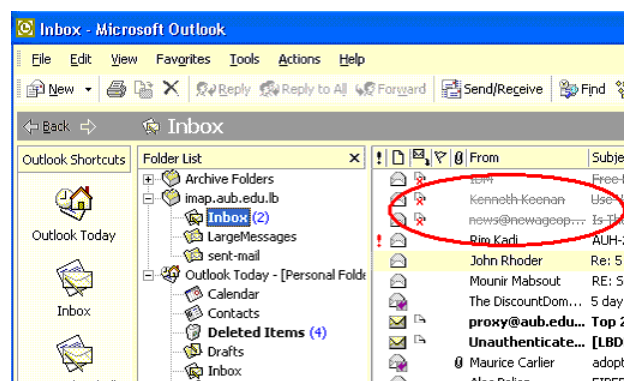 Inbox - Microsoft Outlook
File Edit View Favorites Tools Actions Help
New Reply Reply to All Forward Send/Receive Find
Back Inbox
Outlook Shortcuts
Outlook Today
Inbox
Folder List
Archive Folders
imap.aub.edu.lb
Inbox (2)
LargeMessages
sent-mail
Outlook Today - [Personal Folde
Calendar
Contacts
Deleted Items (4)
Drafts
Inbox
From Subje
IBM Free
Kenneth Keenan Use
news@newageop... Is Th
Rim Kadi AUH-
John Rhoder Re: 5
Mounir Mabsout RE: S
The DiscountDom... 5 day
proxy@aub.edu... Top 2
Unauthenticate... [LBD
Maurice Carlier adopt